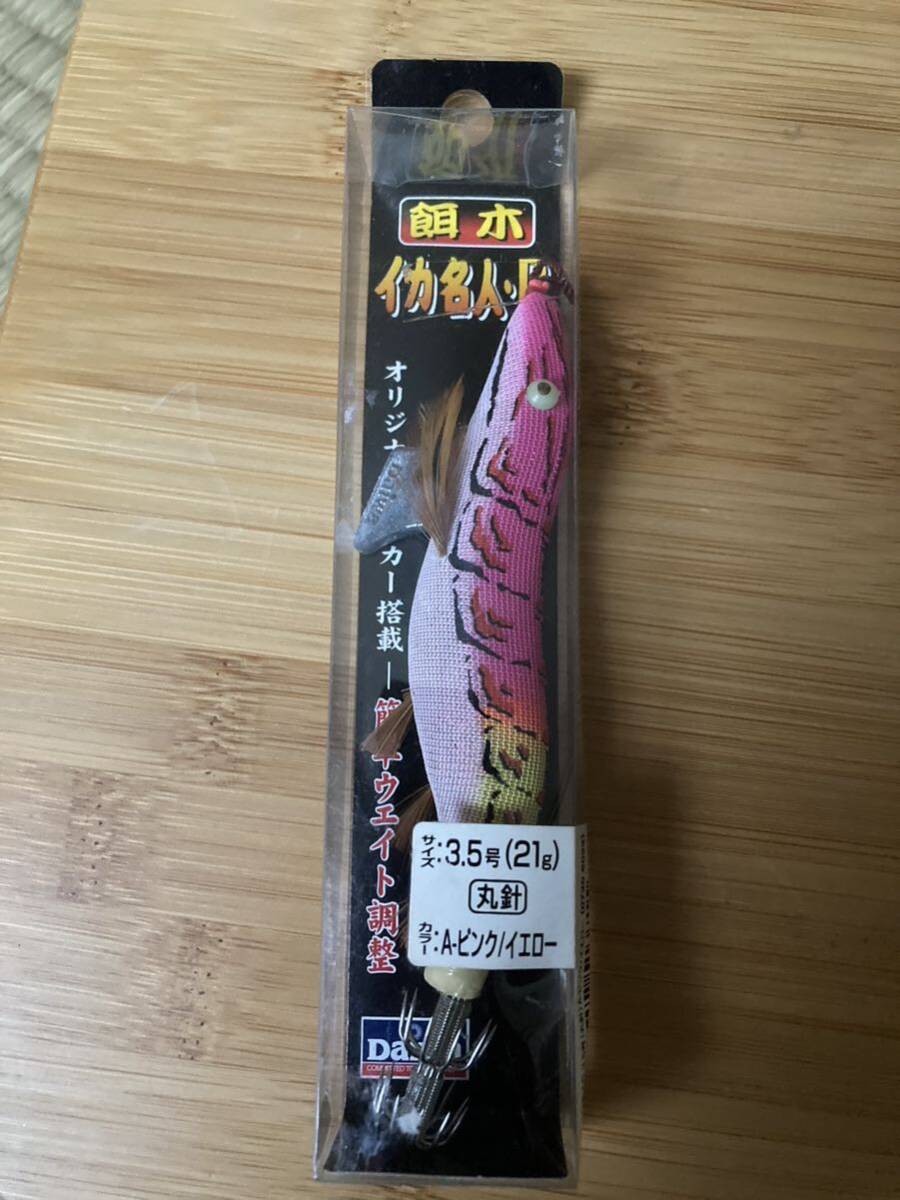 餌木
イカ名人・
オリジナ
カー搭載―簡単ウエイト調整
サイズ:3.5号(21g)
丸針
カラー:A-ピンク/イエロー